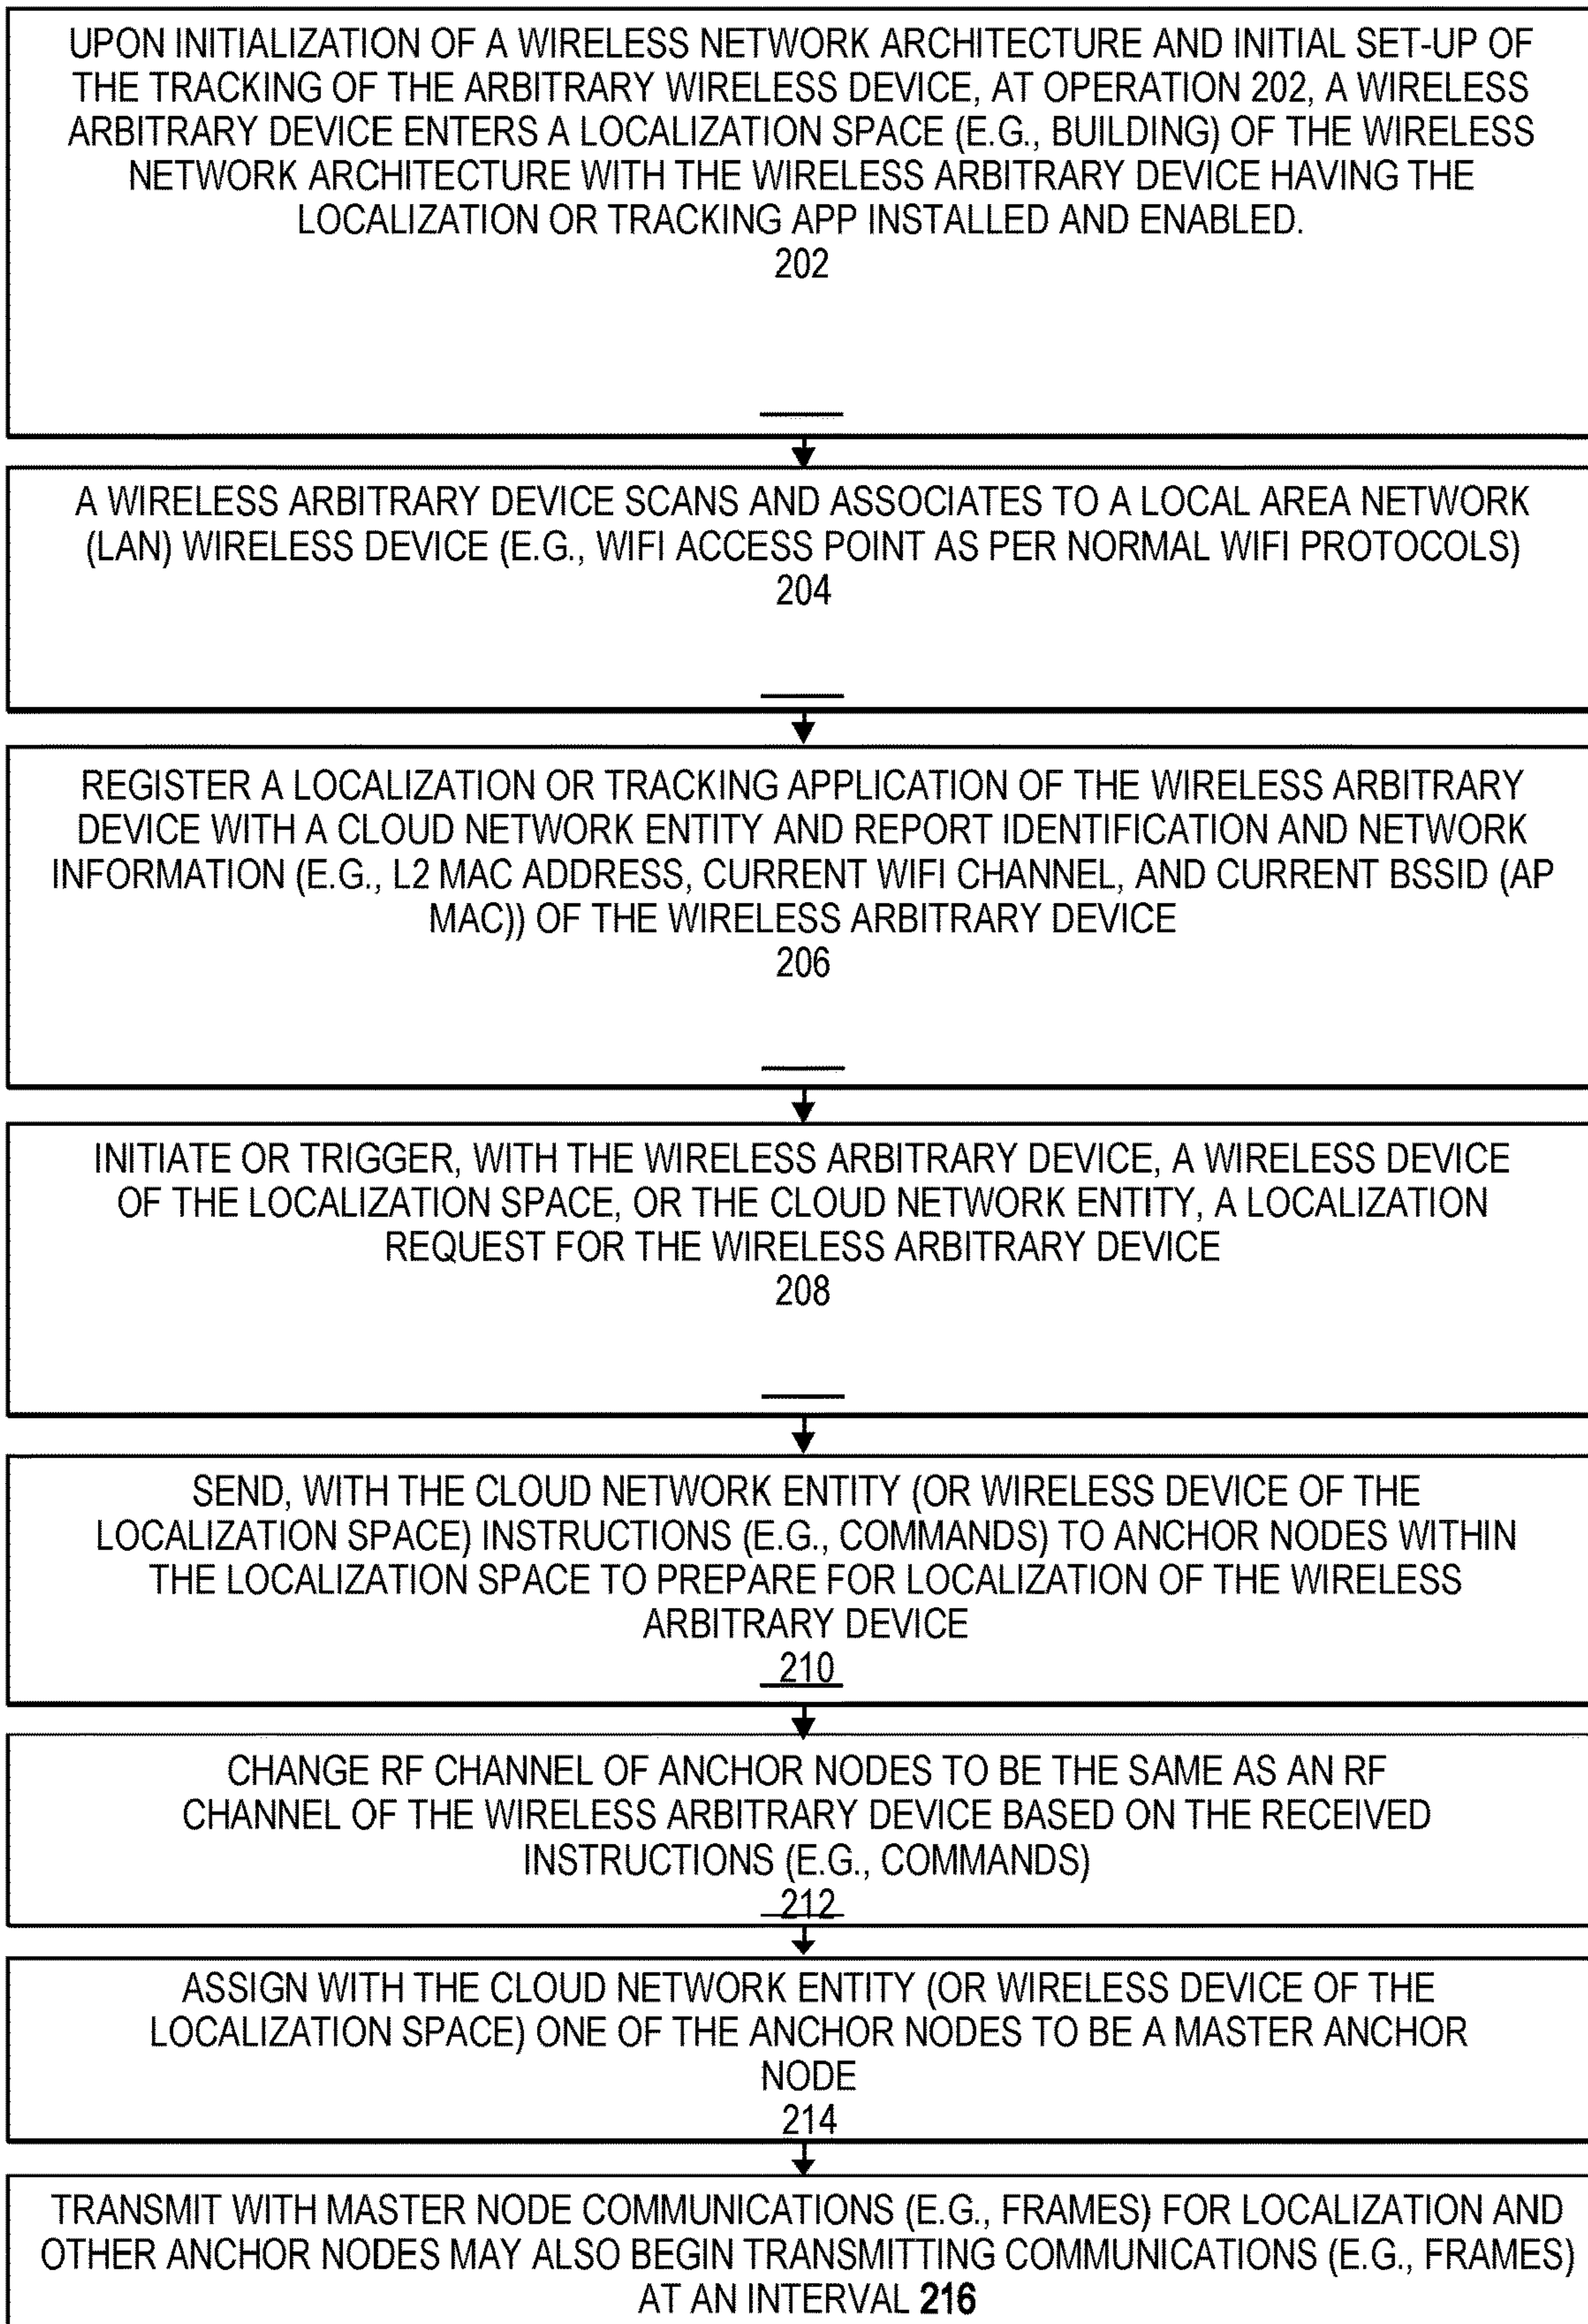 UPON INITIALIZATION OF A WIRELESS NETWORK ARCHITECTURE AND INITIAL SET-UP OF
THE TRACKING OF THE ARBITRARY WIRELESS DEVICE, AT OPERATION 202, A WIRELESS
ARBITRARY DEVICE ENTERS A LOCALIZATION SPACE (E.G., BUILDING) OF THE WIRELESS
NETWORK ARCHITECTURE WITH THE WIRELESS ARBITRARY DEVICE HAVING THE
LOCALIZATION OR TRACKING APP INSTALLED AND ENABLED.
202
A WIRELESS ARBITRARY DEVICE SCANS AND ASSOCIATES TO A LOCAL AREA NETWORK
(LAN) WIRELESS DEVICE (E.G., WIFI ACCESS POINT AS PER NORMAL WIFI PROTOCOLS)
204
REGISTER A LOCALIZATION OR TRACKING APPLICATION OF THE WIRELESS ARBITRARY
DEVICE WITH A CLOUD NETWORK ENTITY AND REPORT IDENTIFICATION AND NETWORK
INFORMATION (E.G., L2 MAC ADDRESS, CURRENT WIFI CHANNEL, AND CURRENT BSSID (AP
MAC)) OF THE WIRELESS ARBITRARY DEVICE
206
INITIATE OR TRIGGER, WITH THE WIRELESS ARBITRARY DEVICE, A WIRELESS DEVICE
OF THE LOCALIZATION SPACE, OR THE CLOUD NETWORK ENTITY, A LOCALIZATION
REQUEST FOR THE WIRELESS ARBITRARY DEVICE
208
SEND, WITH THE CLOUD NETWORK ENTITY (OR WIRELESS DEVICE OF THE
LOCALIZATION SPACE) INSTRUCTIONS (E.G., COMMANDS) TO ANCHOR NODES WITHIN
THE LOCALIZATION SPACE TO PREPARE FOR LOCALIZATION OF THE WIRELESS
ARBITRARY DEVICE
210
CHANGE RF CHANNEL OF ANCHOR NODES TO BE THE SAME AS AN RF
CHANNEL OF THE WIRELESS ARBITRARY DEVICE BASED ON THE RECEIVED
INSTRUCTIONS (E.G., COMMANDS)
212
ASSIGN WITH THE CLOUD NETWORK ENTITY (OR WIRELESS DEVICE OF THE
LOCALIZATION SPACE) ONE OF THE ANCHOR NODES TO BE A MASTER ANCHOR
NODE
214
TRANSMIT WITH MASTER NODE COMMUNICATIONS (E.G., FRAMES) FOR LOCALIZATION AND
OTHER ANCHOR NODES MAY ALSO BEGIN TRANSMITTING COMMUNICATIONS (E.G., FRAMES)
AT AN INTERVAL 216